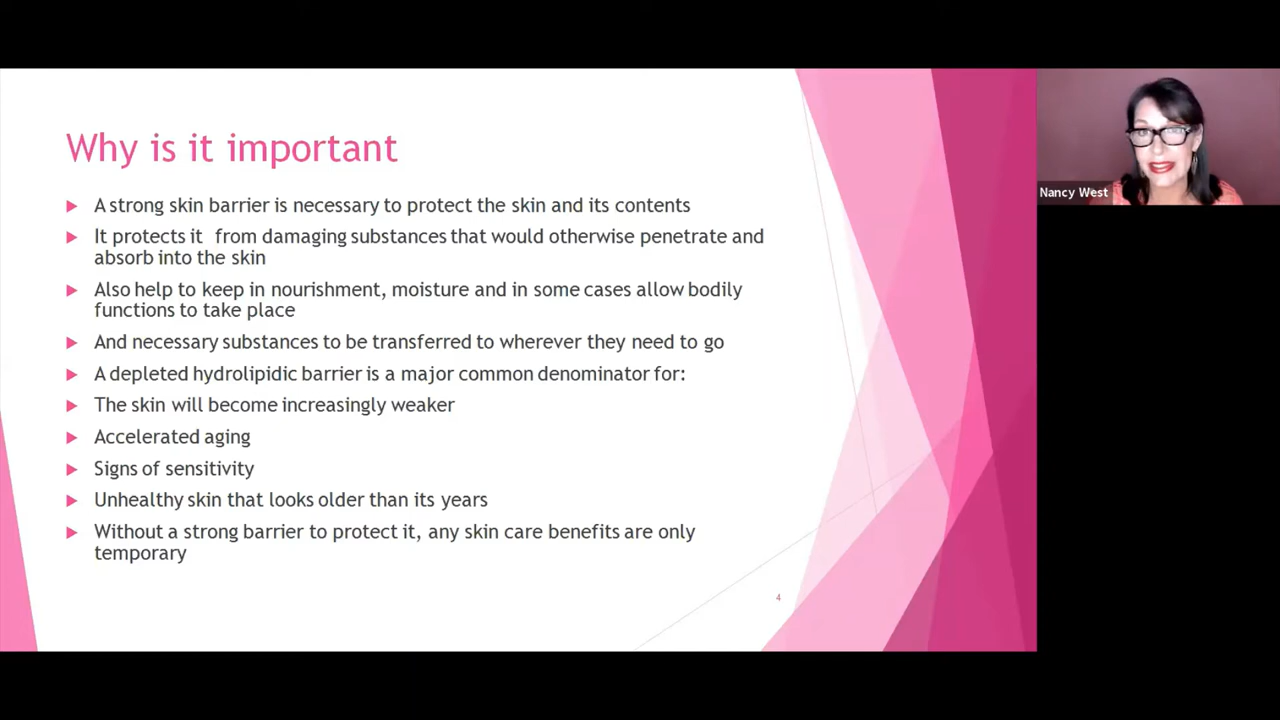 Why is it important
A strong skin barrier is necessary to protect the skin and its contents
It protects it from damaging substances that would otherwise penetrate and
absorb into the skin
Also help to keep in nourishment, moisture and in some cases allow bodily
functions to take place
And necessary substances to be transferred to wherever they need to go
A depleted hydrolipidic barrier is a major common denominator for:
The skin will become increasingly weaker
Accelerated aging
Signs of sensitivity
Unhealthy skin that looks older than its years
Without a strong barrier to protect it, any skin care benefits are only
temporary
4
Nancy West